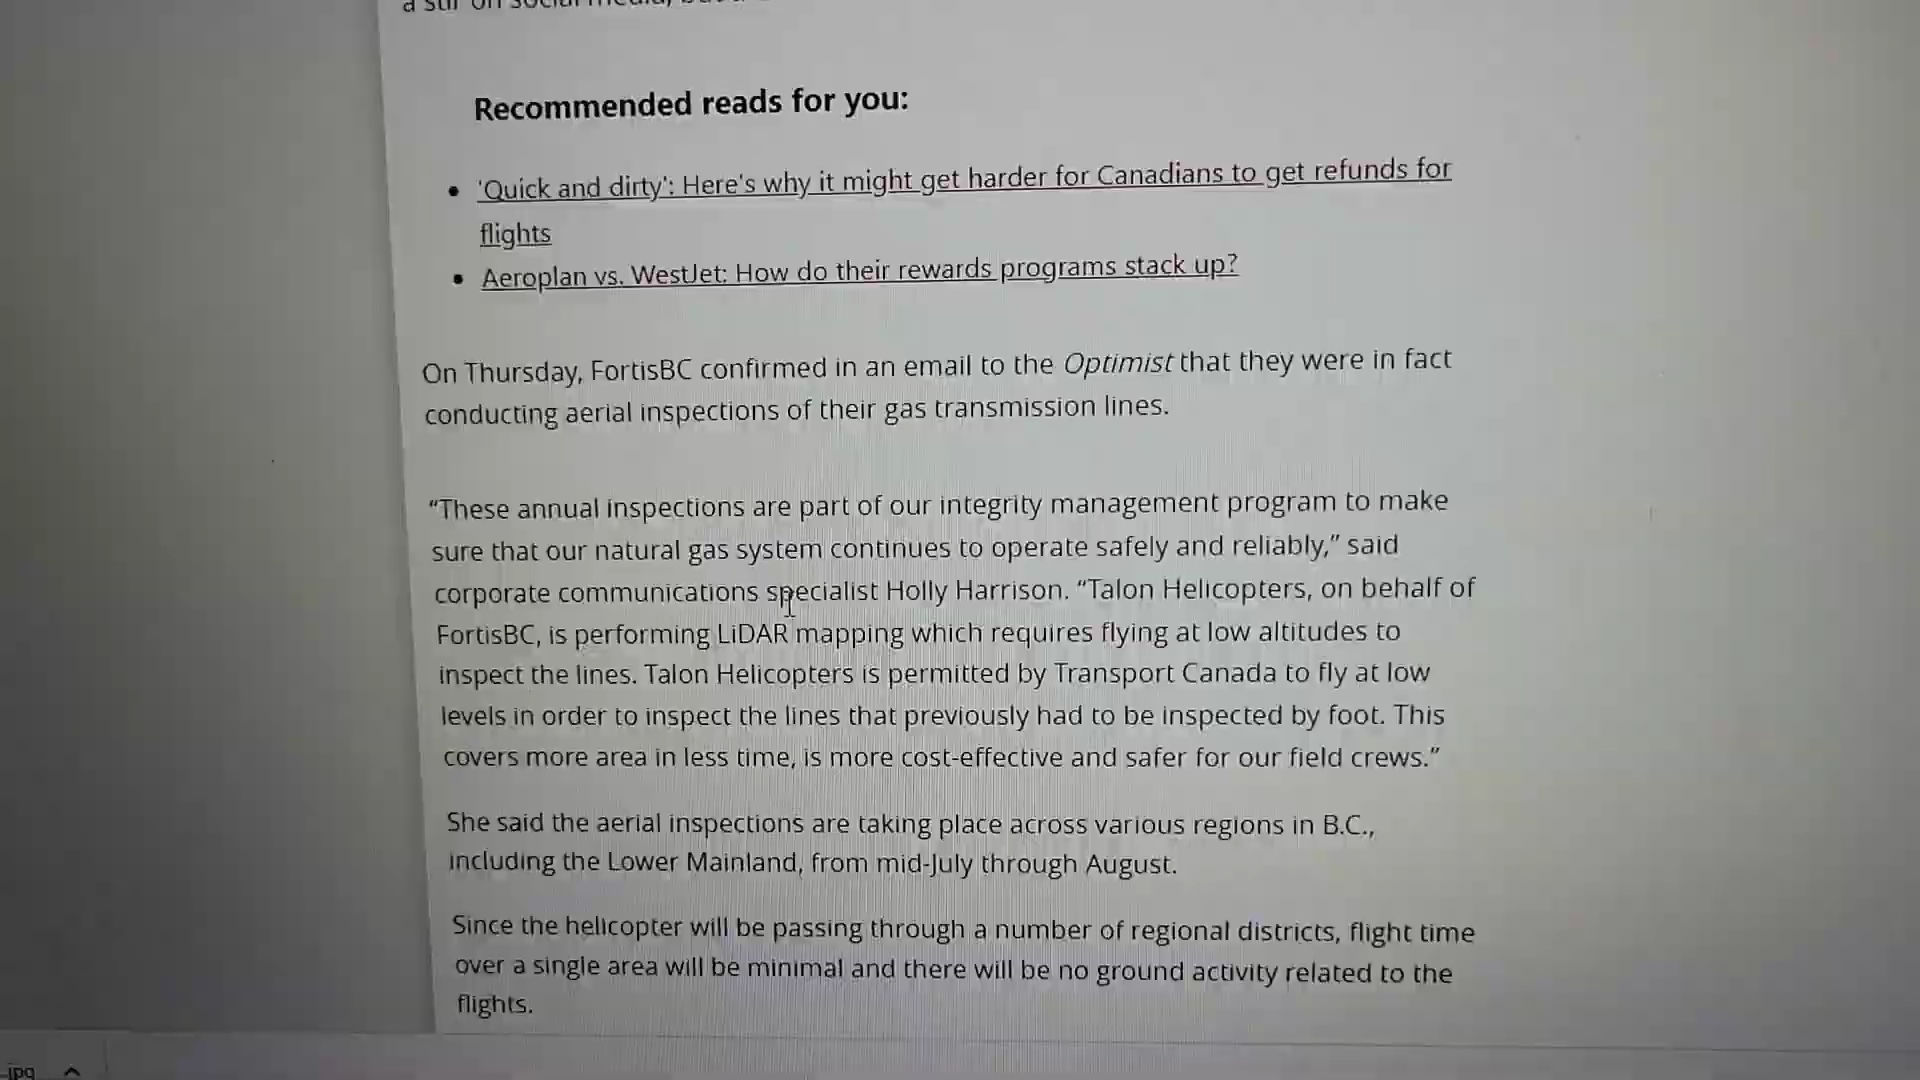 Recommended reads for you:
'Quick and dirty': Here's why it might get harder for Canadians to get refunds for
flights
Aeroplan vs. WestJet: How do their rewards programs stack up?
On Thursday, FortisBC confirmed in an email to the Optimist that they were in fact
conducting aerial inspections of their gas transmission lines.
“These annual inspections are part of our integrity management program to make
sure that our natural gas system continues to operate safely and reliably,” said
corporate communications specialist Holly Harrison. “Talon Helicopters, on behalf of
FortisBC, is performing LiDAR mapping which requires flying at low altitudes to
inspect the lines. Talon Helicopters is permitted by Transport Canada to fly at low
levels in order to inspect the lines that previously had to be inspected by foot. This
covers more area in less time, is more cost-effective and safer for our field crews.”
She said the aerial inspections are taking place across various regions in B.C.,
including the Lower Mainland, from mid-July through August.
Since the helicopter will be passing through a number of regional districts, flight time
over a single area will be minimal and there will be no ground activity related to the
flights.
.jpg